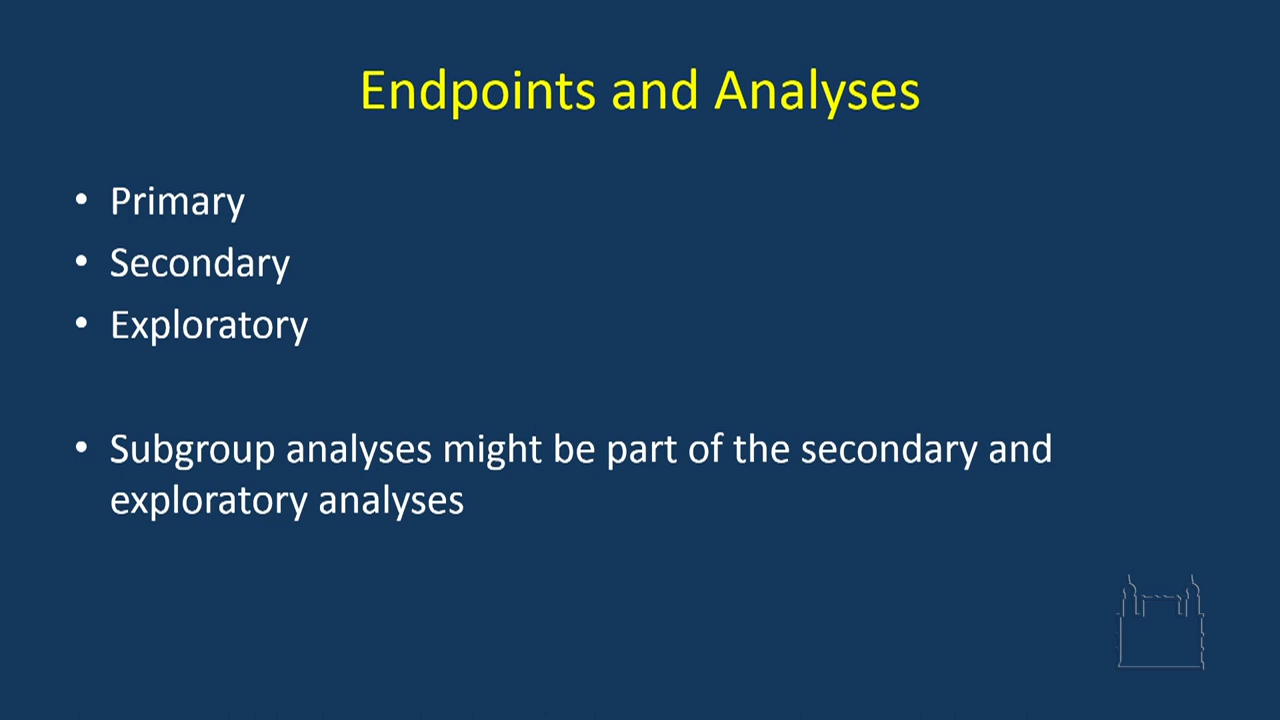 Endpoints and Analyses
• Primary
• Secondary
• Exploratory
• Subgroup analyses might be part of the secondary and
exploratory analyses